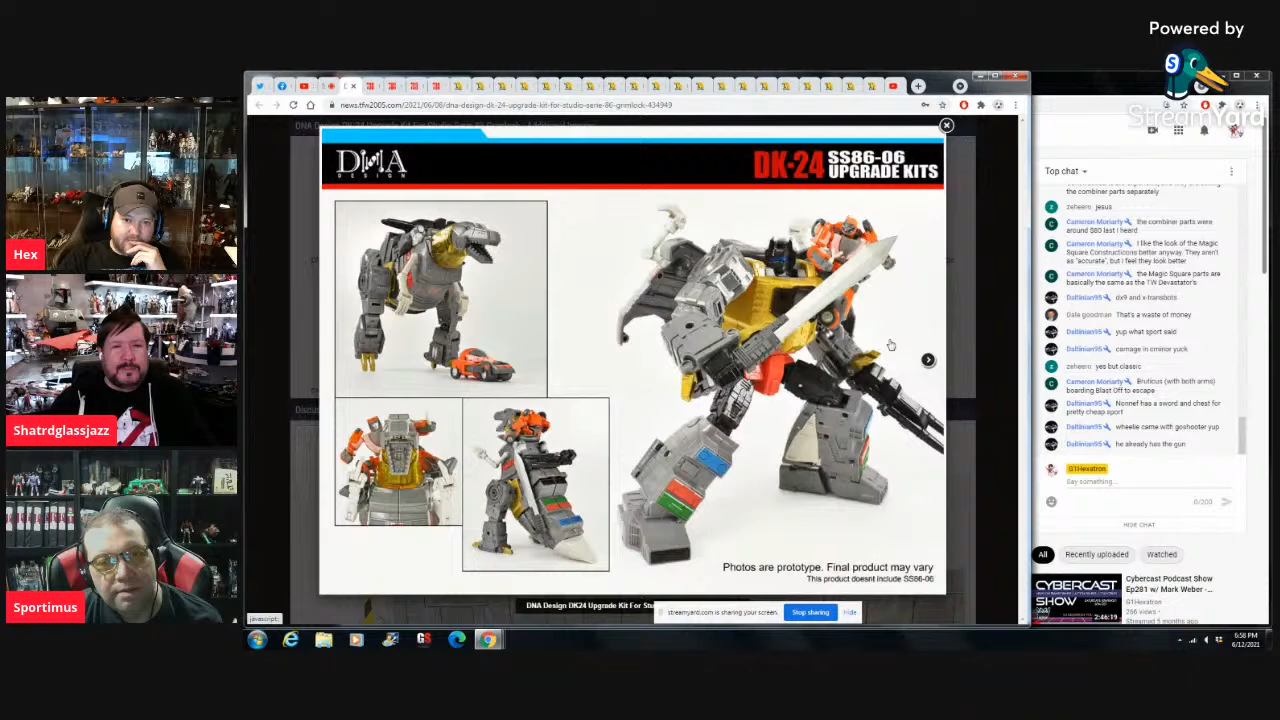 Powered by
StreamYard
Hex
Shatrdglassjazz
Sportimus
news.tfw2005.com/2021/06/08/dna-design-dk-24-upgrade-kit-for-studio-serie-86-grimlock-434949
DNA
DESIGN
DK-24 SS86-06
UPGRADE KITS
Photos are prototype. Final product may vary
This product doesnt include SS86-06
DNA Design DK24 Upgrade Kit For Stu
streamyard.com is sharing your screen.
Stop sharing
Hide
javascript:
Top chat
the combiner parts separately
zeheero jesus
Cameron Moriarty the combiner parts were
around $80 last I heard
Cameron Moriarty I like the look of the Magic
Square Constructicons better anyway. They aren't
as "accurate", but I feel they look better
Cameron Moriarty the Magic Square parts are
basically the same as the TW Devastator's
Daltinian95 dx9 and x-transbots
Dale goodman That's a waste of money
Daltinian95 yup what sport said
Daltinian95 carnage in eminor yuck
zeheero yes but classic
Cameron Moriarty Bruticus (with both arms)
boarding Blast Off to escape
Daltinian95 Nonnef has a sword and chest for
pretty cheap sport
Daltinian95 wheelie came with goshooter yup
Daltinian95 he already has the gun
G1Hexatron
Say something...
0/200
HIDE CHAT
All
Recently uploaded
Watched
CYBERCAST
SHOW
2:46:19
Cybercast Podcast Show
Ep281 w/ Mark Weber -...
G1Hexatron
266 views
Streamed 5 months ago
6:58 PM
6/12/2021